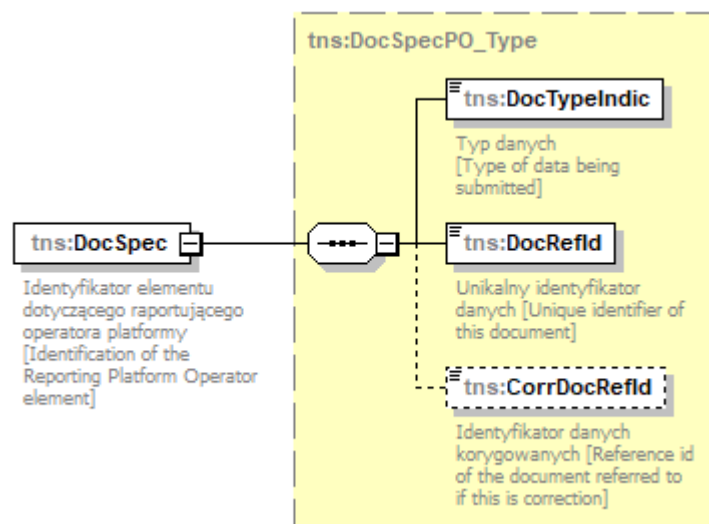 tns:DocSpecPO_Type
tns:DocTypeIndic
Typ danych
[Type of data being
submitted]
tns:DocSpec
Identyfikator elementu
dotyczącego raportującego
operatora platformy
[Identification of the
Reporting Platform Operator
element]
tns:DocRefId
Unikalny identyfikator
danych [Unique identifier of
this document]
tns:CorrDocRefId
Identyfikator danych
korygowanych [Reference id
of the document referred to
if this is correction]